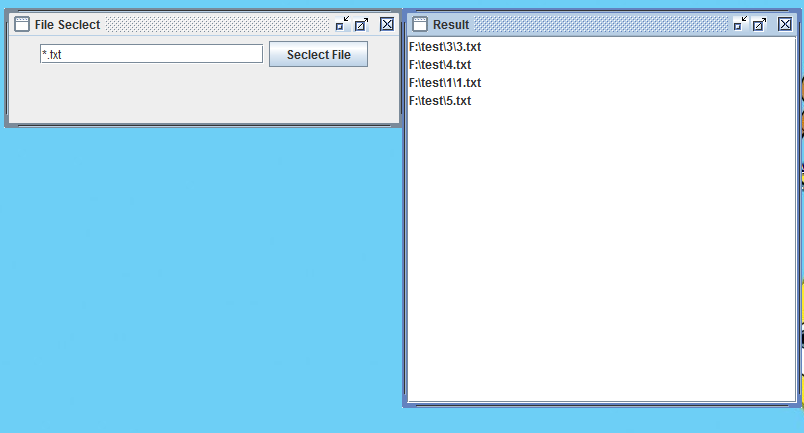 File Seclect
*.txt
Seclect File
Result
F:\test\3\3.txt
F:\test\4.txt
F:\test\1\1.txt
F:\test\5.txt